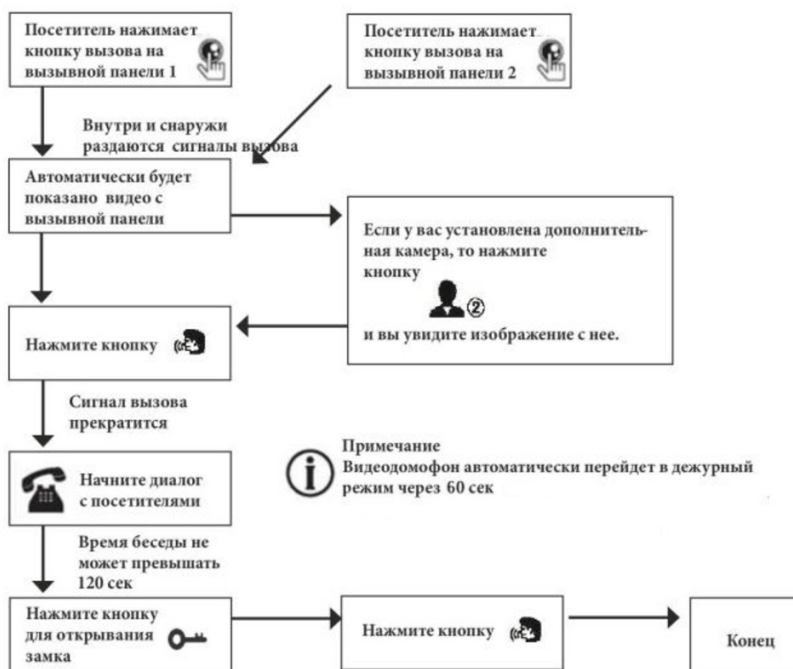 Посетитель нажимает
кнопку вызова на
вызывной панели 1
Посетитель нажимает
кнопку вызова на
вызывной панели 2
Внутри и снаружи
раздаются сигналы вызова
Автоматически будет
показано видео с
вызывной панели
Если у вас установлена дополнитель-
ная камера, то нажмите
кнопку
2
и вы увидите изображение с нее.
Нажмите кнопку
Сигнал вызова
прекратится
Примечание
Видеодомофон автоматически перейдет в дежурный
режим через 60 сек
Начните диалог
с посетителями
Время беседы не
может превышать
120 сек
Нажмите кнопку
для открывания
замка
Нажмите кнопку
Конец